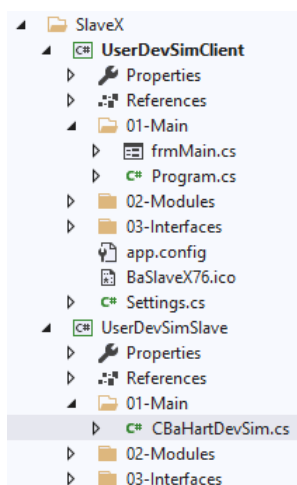 SlaveX
C# UserDevSimClient
Properties
References
01-Main
frmMain.cs
C# Program.cs
02-Modules
03-Interfaces
app.config
BaSlaveX76.ico
C# Settings.cs
C# UserDevSimSlave
Properties
References
01-Main
C# CBaHartDevSim.cs
02-Modules
03-Interfaces